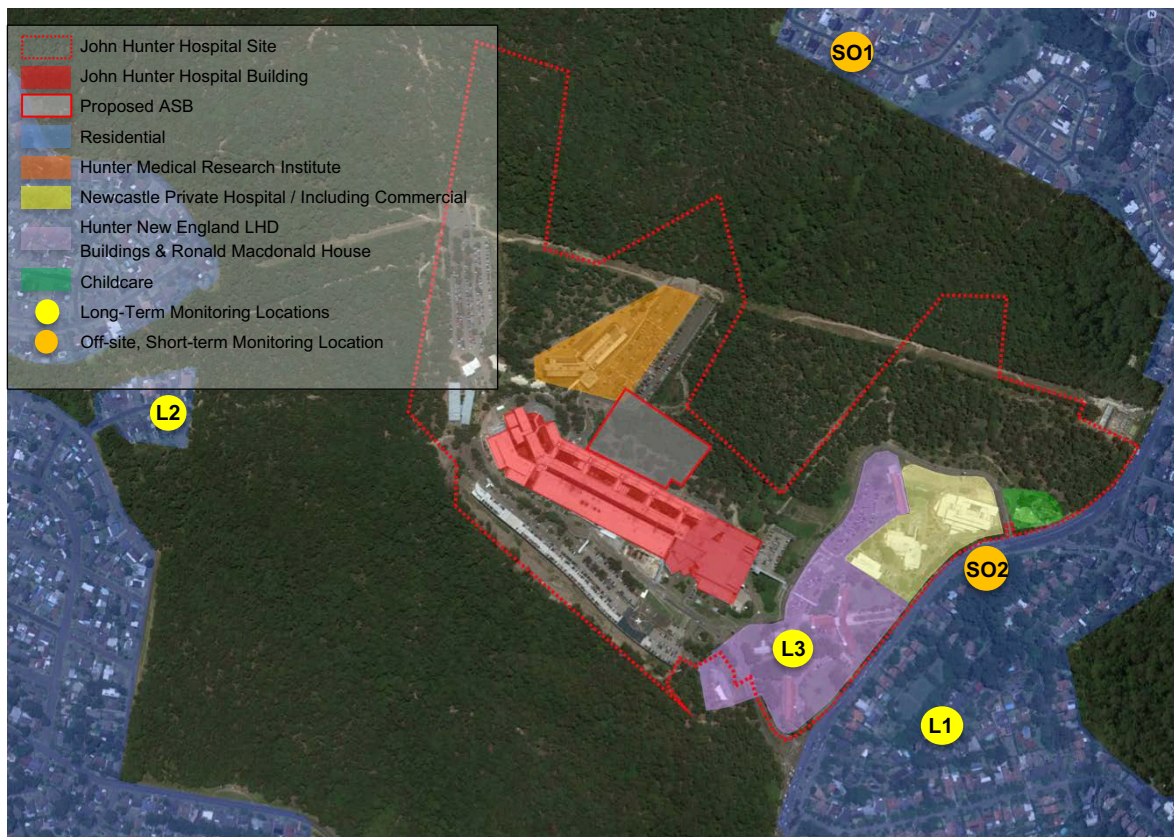 John Hunter Hospital Site
John Hunter Hospital Building
Proposed ASB
Residential
Hunter Medical Research Institute
Newcastle Private Hospital / Including Commercial
Hunter New England LHD
Buildings & Ronald Macdonald House
Childcare
Long-Term Monitoring Locations
Off-site, Short-term Monitoring Location
SO1
L2
SO2
L3
L1